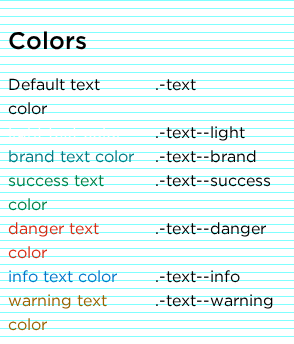 Colors
Default text .-text
color
.-text--light
brand text color .-text--brand
success text .-text--success
color
danger text .-text--danger
color
info text color .-text--info
warning text .-text--warning
color